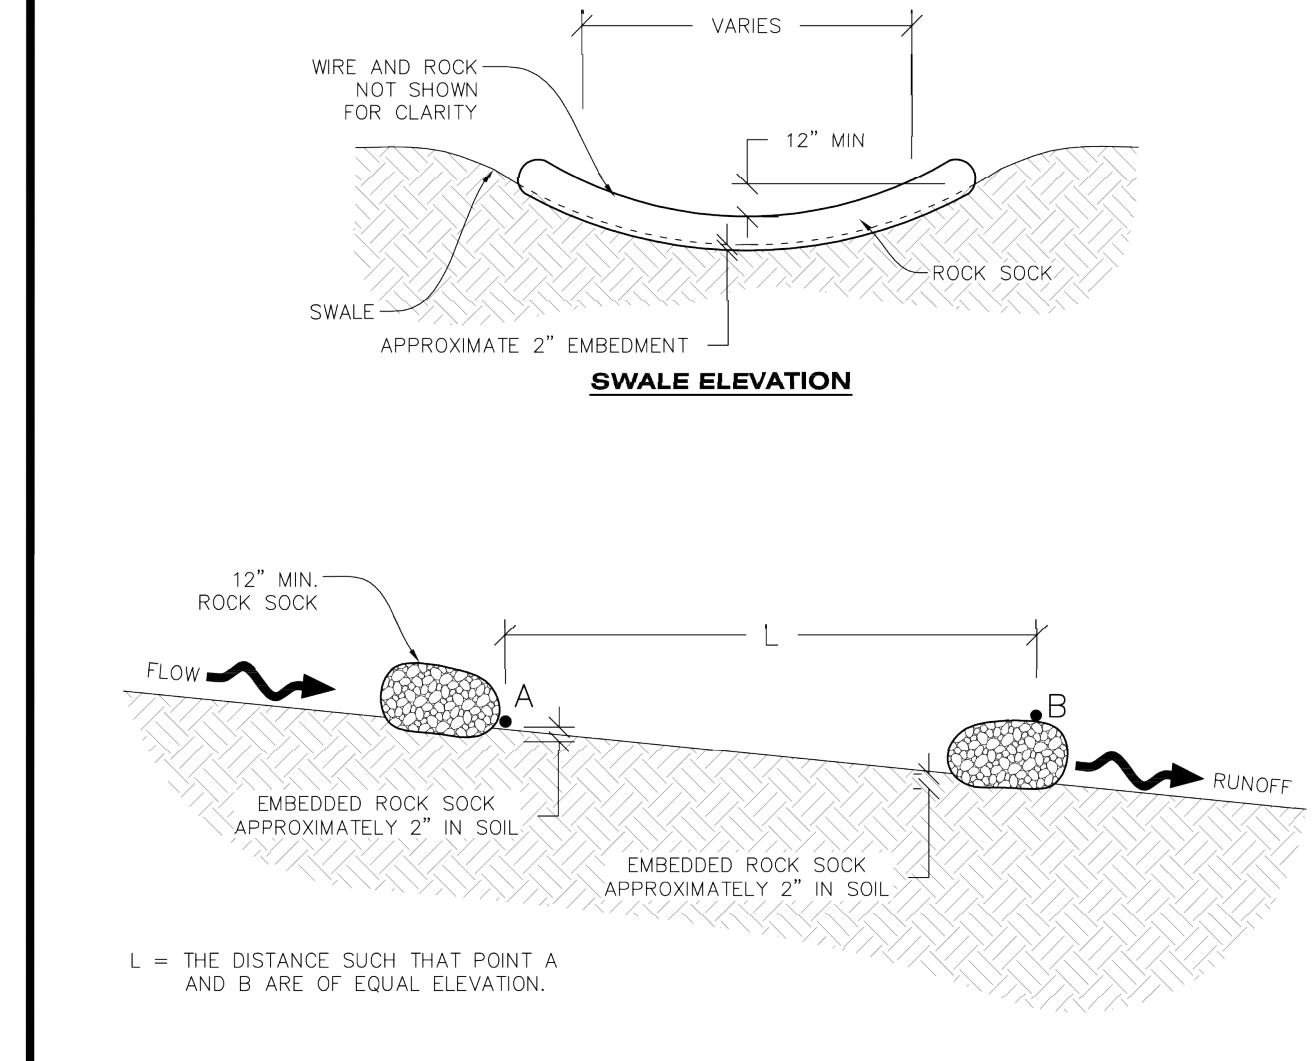 VARIES
WIRE AND ROCK
NOT SHOWN
FOR CLARITY
12" MIN
ROCK SOCK
SWALE
APPROXIMATE 2" EMBEDMENT
SWALE ELEVATION
12" MIN.
ROCK SOCK
L
FLOW
A
B
RUNOFF
EMBEDDED ROCK SOCK
APPROXIMATELY 2" IN SOIL
EMBEDDED ROCK SOCK
APPROXIMATELY 2" IN SOIL
L = THE DISTANCE SUCH THAT POINT A
AND B ARE OF EQUAL ELEVATION.